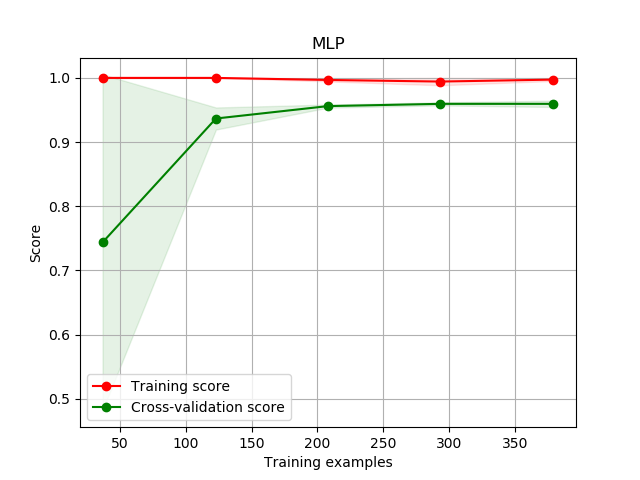 MLP
1.0
0.9
0.8
0.7
0.6
0.5
Score
Training score
Cross-validation score
50 100 150 200 250 300 350
Training examples